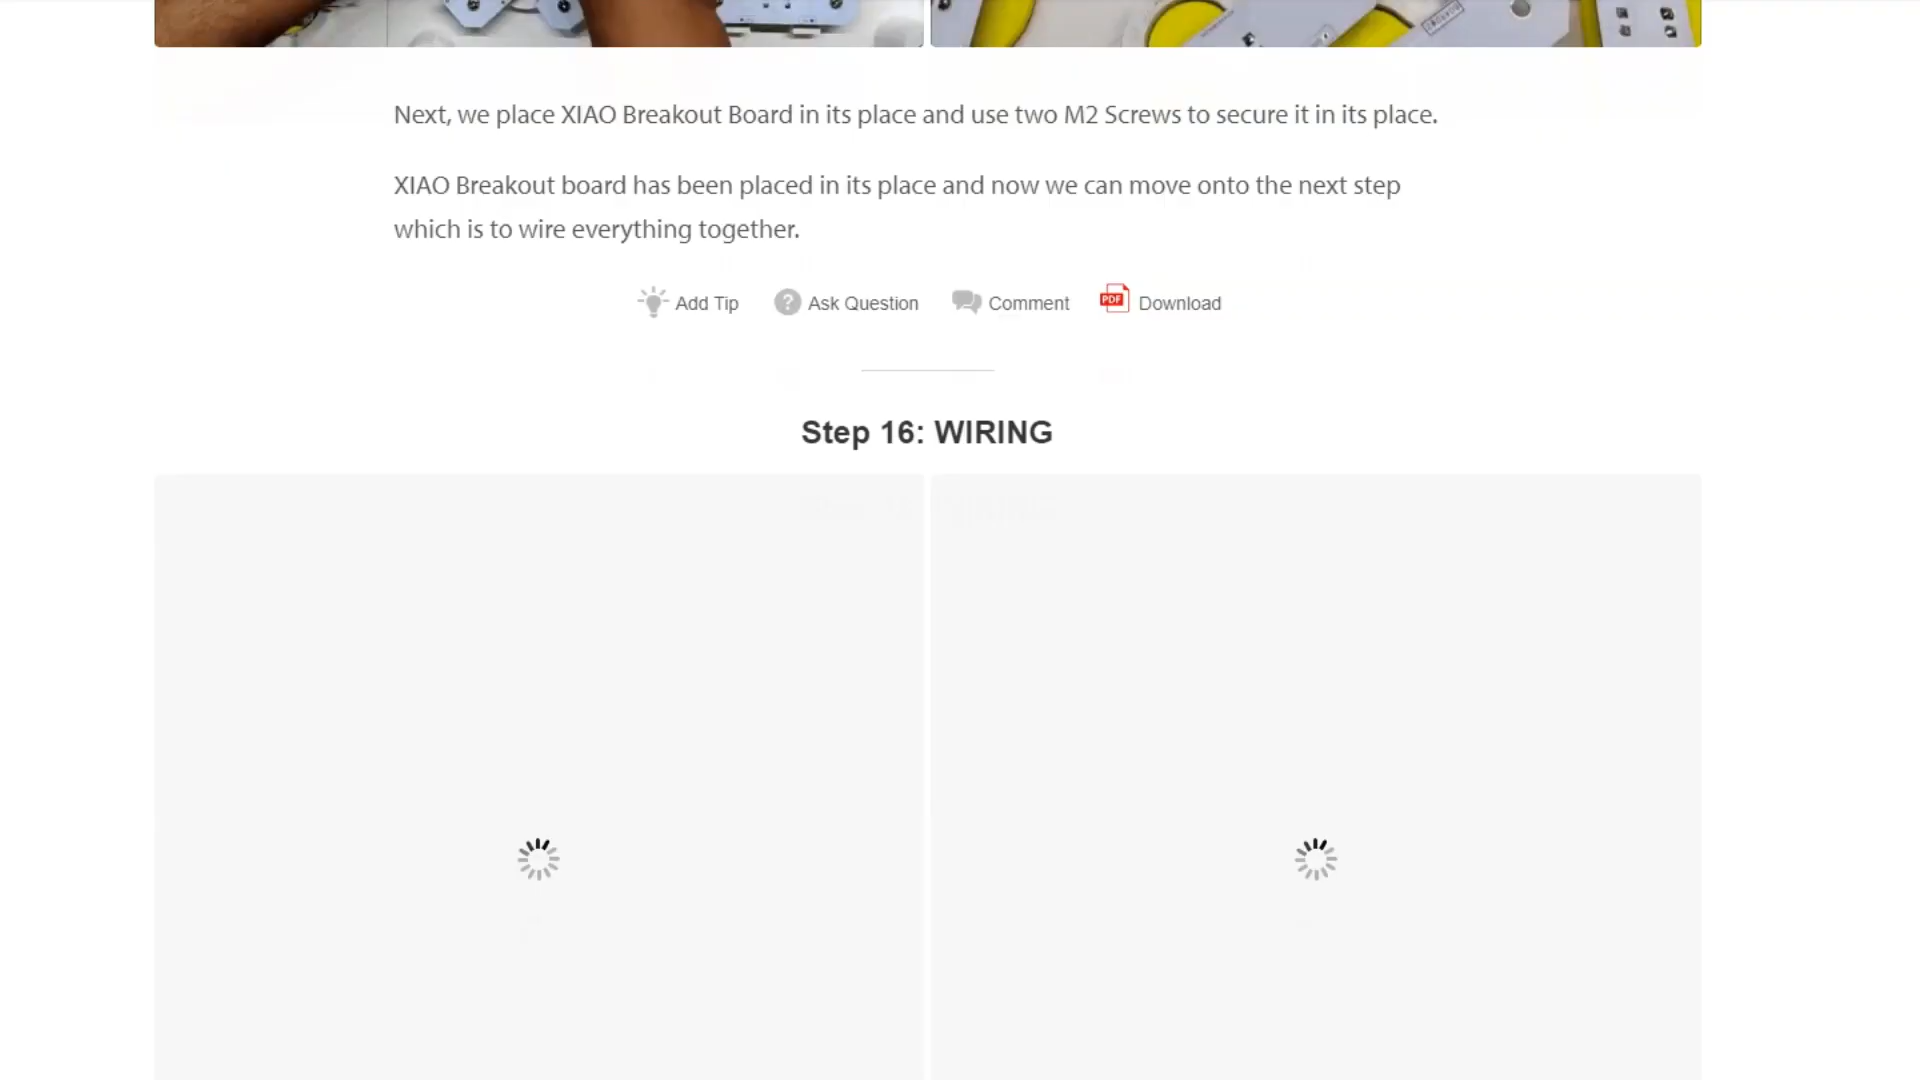 Next, we place XIAO Breakout Board in its place and use two M2 Screws to secure it in its place.
XIAO Breakout board has been placed in its place and now we can move onto the next step
which is to wire everything together.
Add Tip
? Ask Question
Comment
PDF Download
Step 16: WIRING